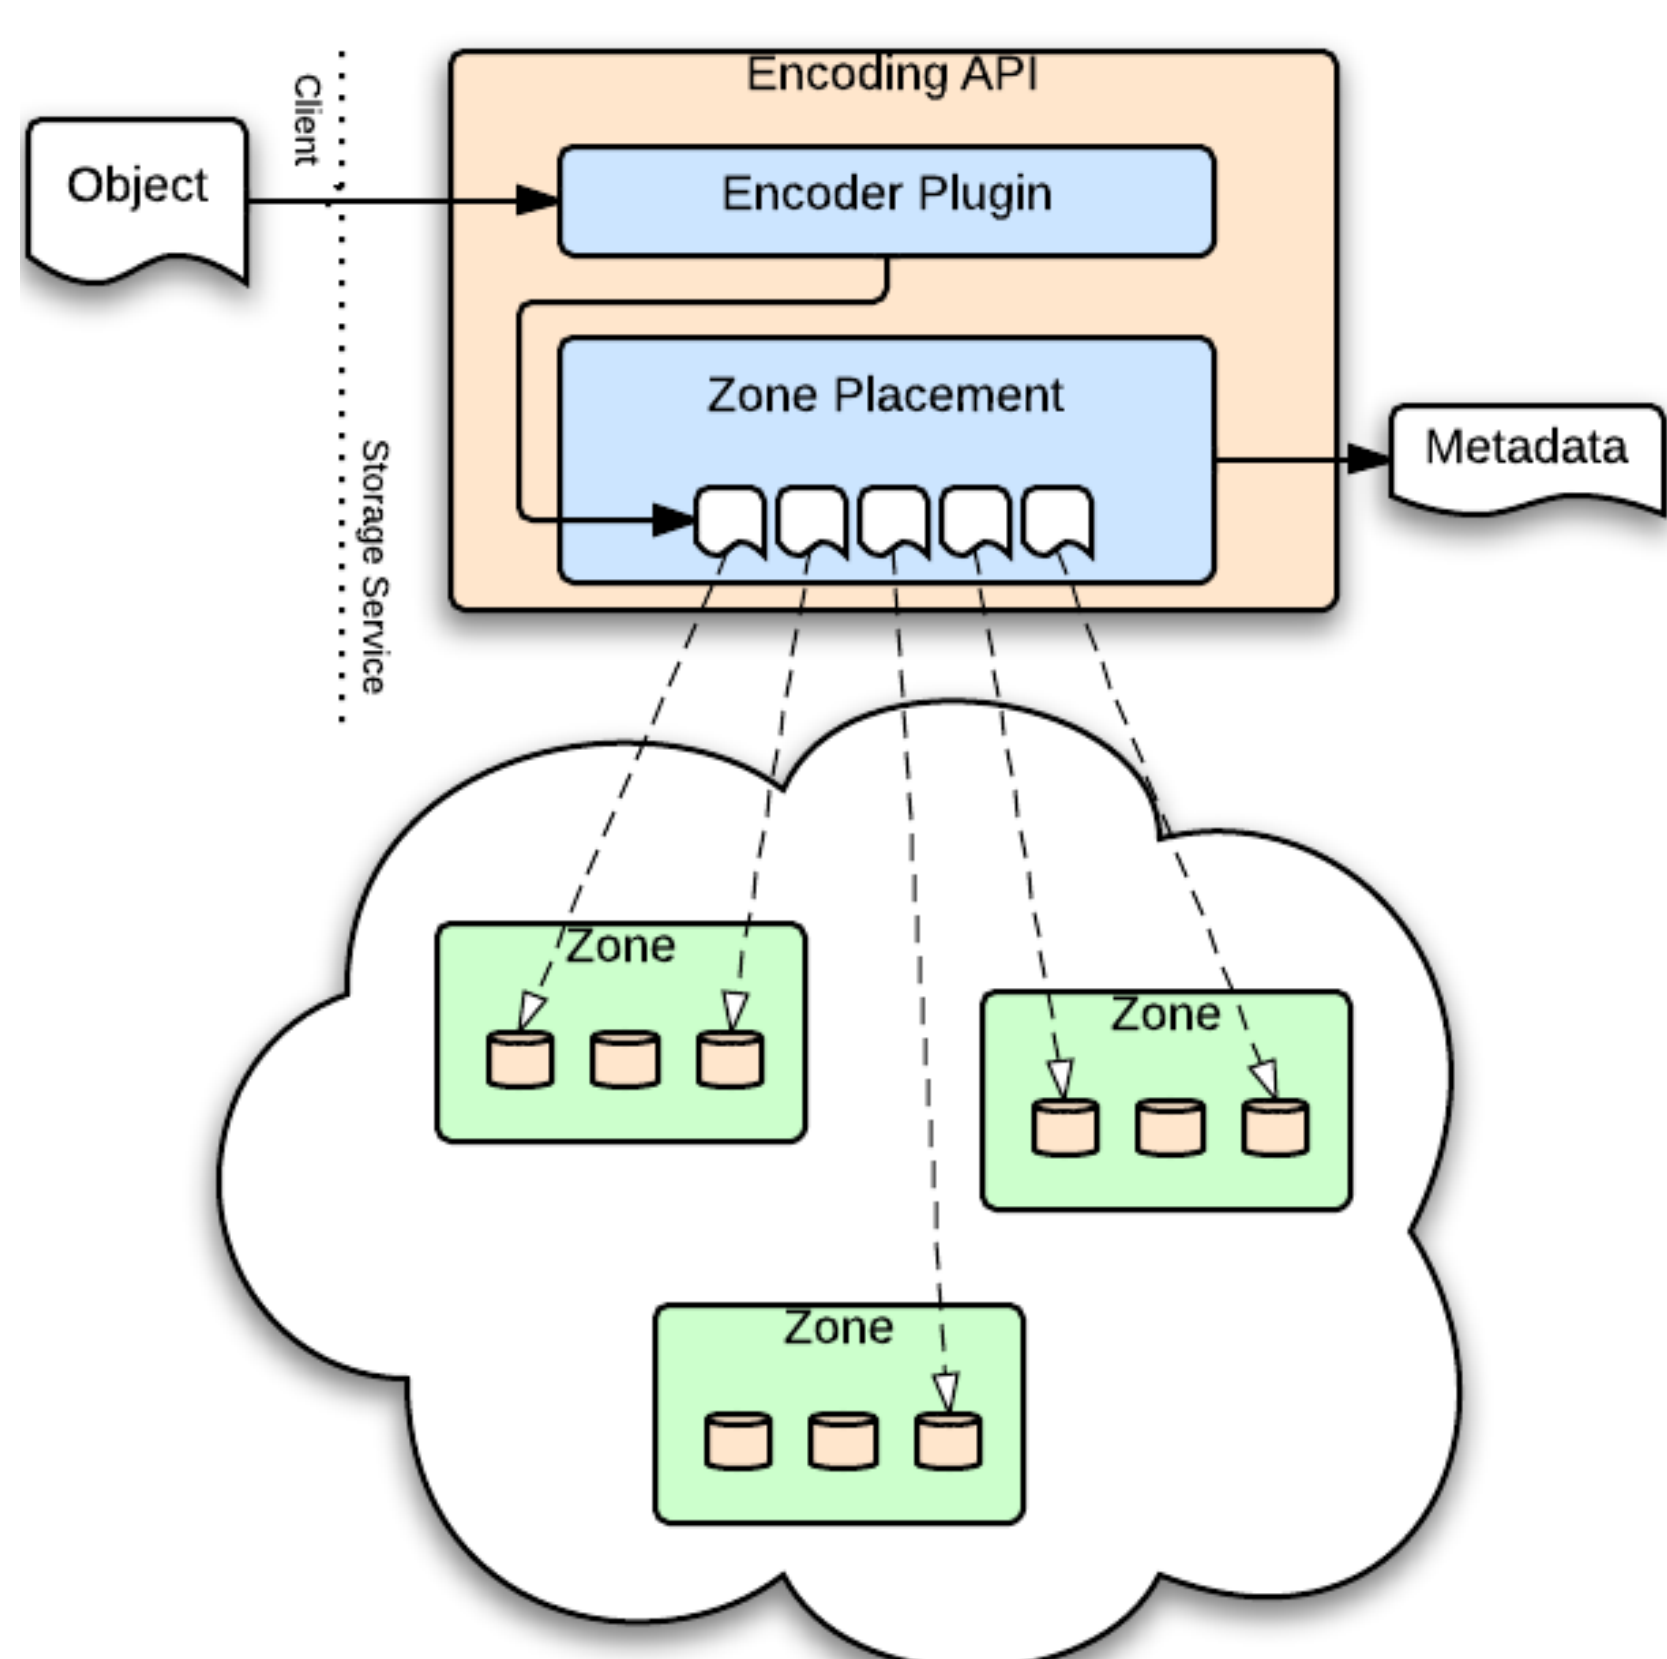 Encoding API
Client
Object
Encoder Plugin
Zone Placement
Metadata
Storage Service
Zone
Zone
Zone